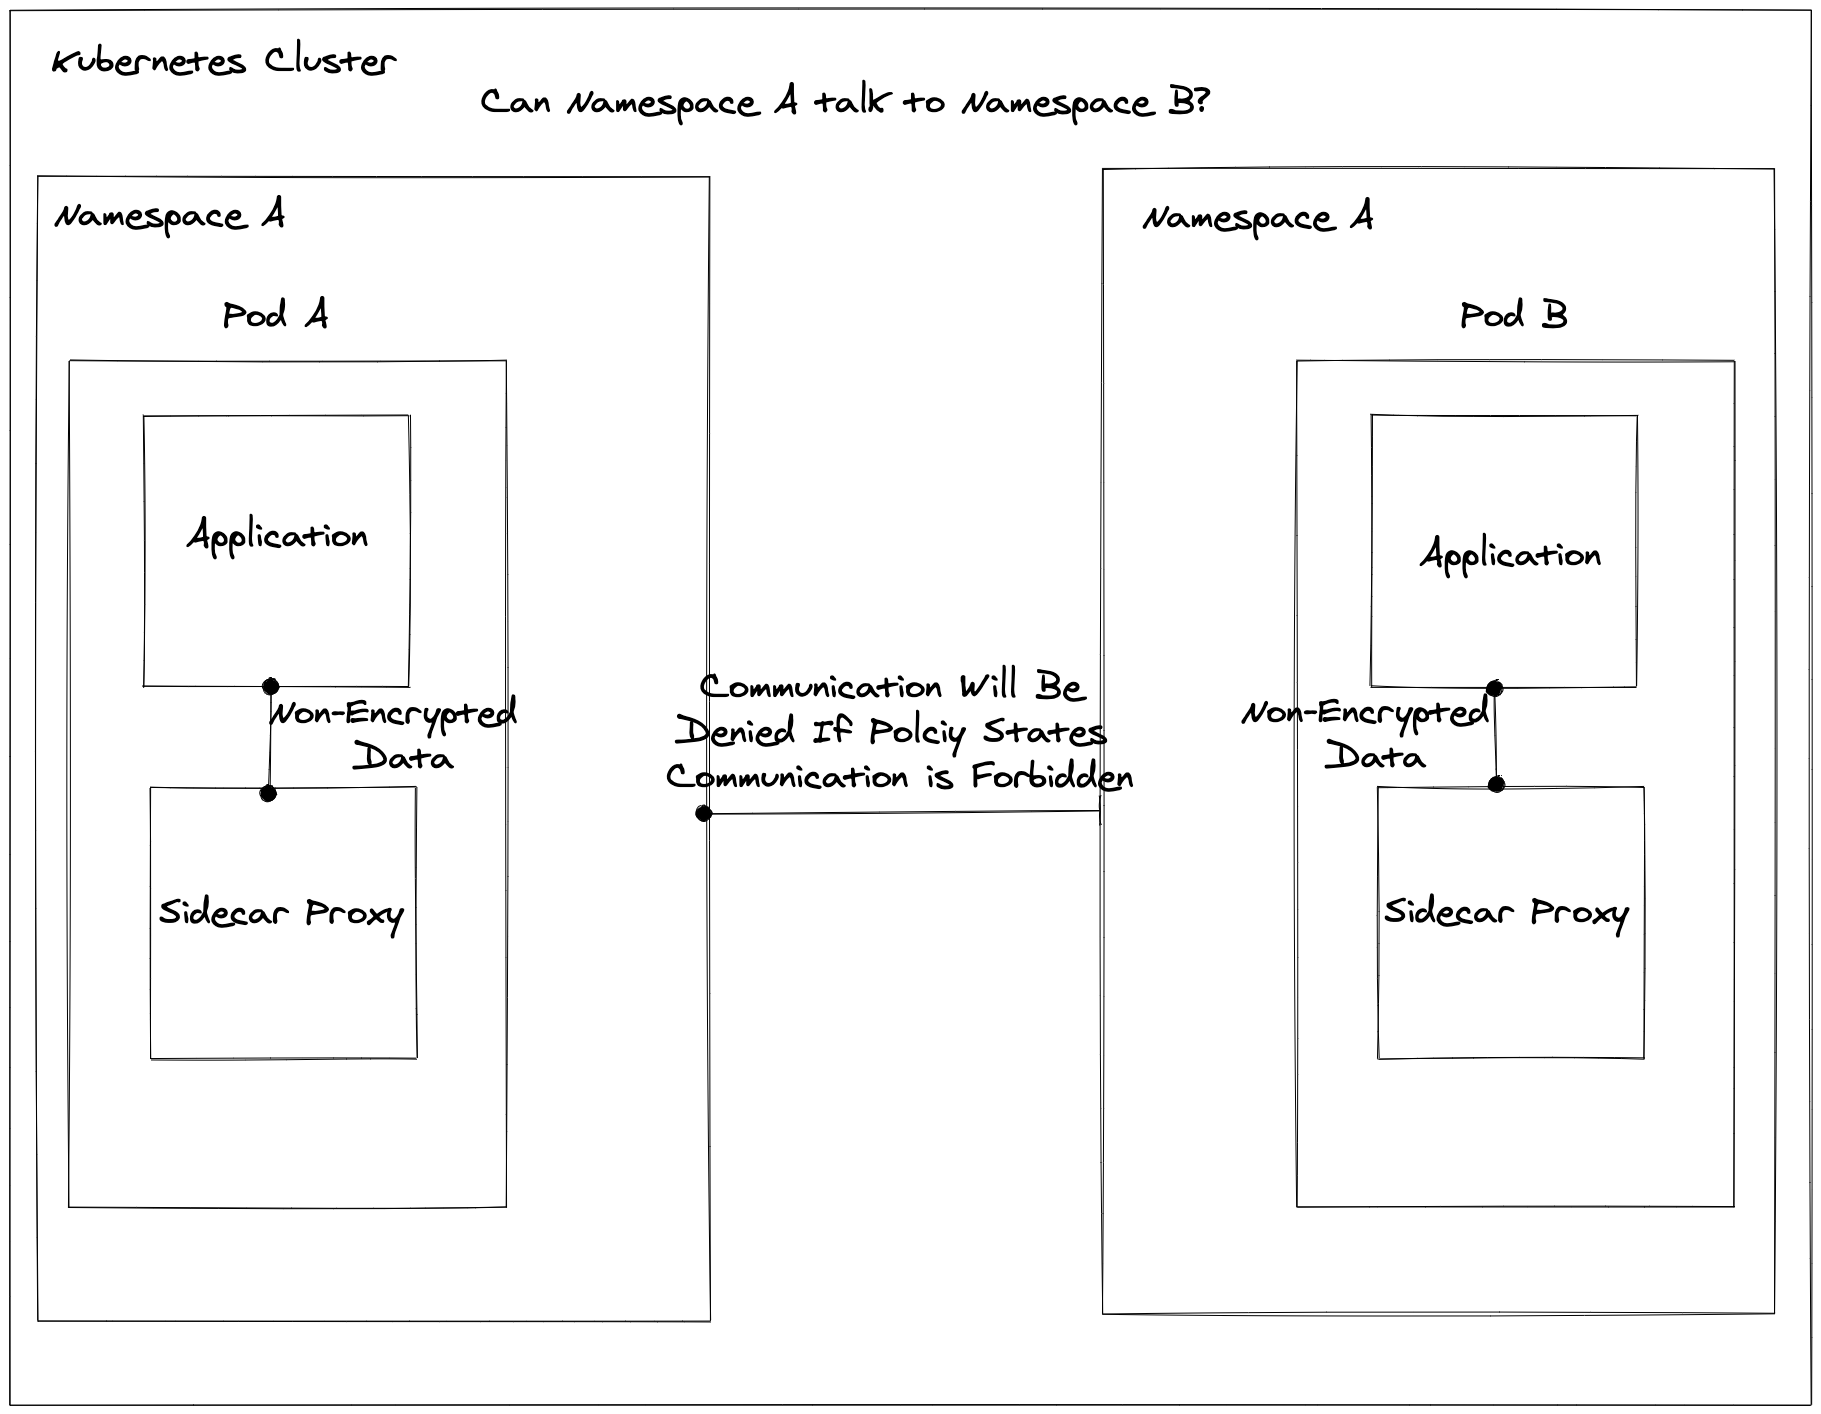 Kubernetes Cluster
Can Namespace A talk to Namespace B?
Namespace A
Pod A
Application
Non-Encrypted
Data
Sidecar Proxy
Communication Will Be
Denied If Polciy States
Communication is Forbidden
Namespace A
Pod B
Application
Non-Encrypted
Data
Sidecar Proxy